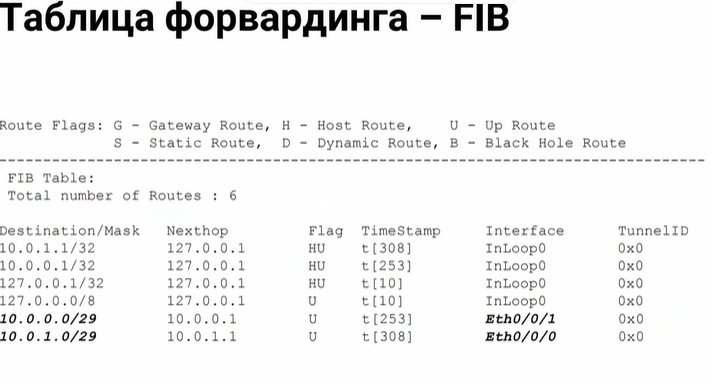 Таблица форвардинга – FIB
Route Flags: G - Gateway Route, H - Host Route,    U - Up Route
             S - Static Route,  D - Dynamic Route, B - Black Hole Route
--------------------------------------------------------------------------------
FIB Table:
Total number of Routes : 6
Destination/Mask   Nexthop         Flag  TimeStamp     Interface      TunnelID
10.0.1.1/32        127.0.0.1       HU    t[308]        InLoop0        0x0
10.0.0.1/32        127.0.0.1       HU    t[253]        InLoop0        0x0
127.0.0.1/32       127.0.0.1       HU    t[10]         InLoop0        0x0
127.0.0.0/8        127.0.0.1       U     t[10]         InLoop0        0x0
10.0.0.0/29        10.0.0.1        U     t[253]        Eth0/0/1       0x0
10.0.1.0/29        10.0.1.1        U     t[308]        Eth0/0/0       0x0